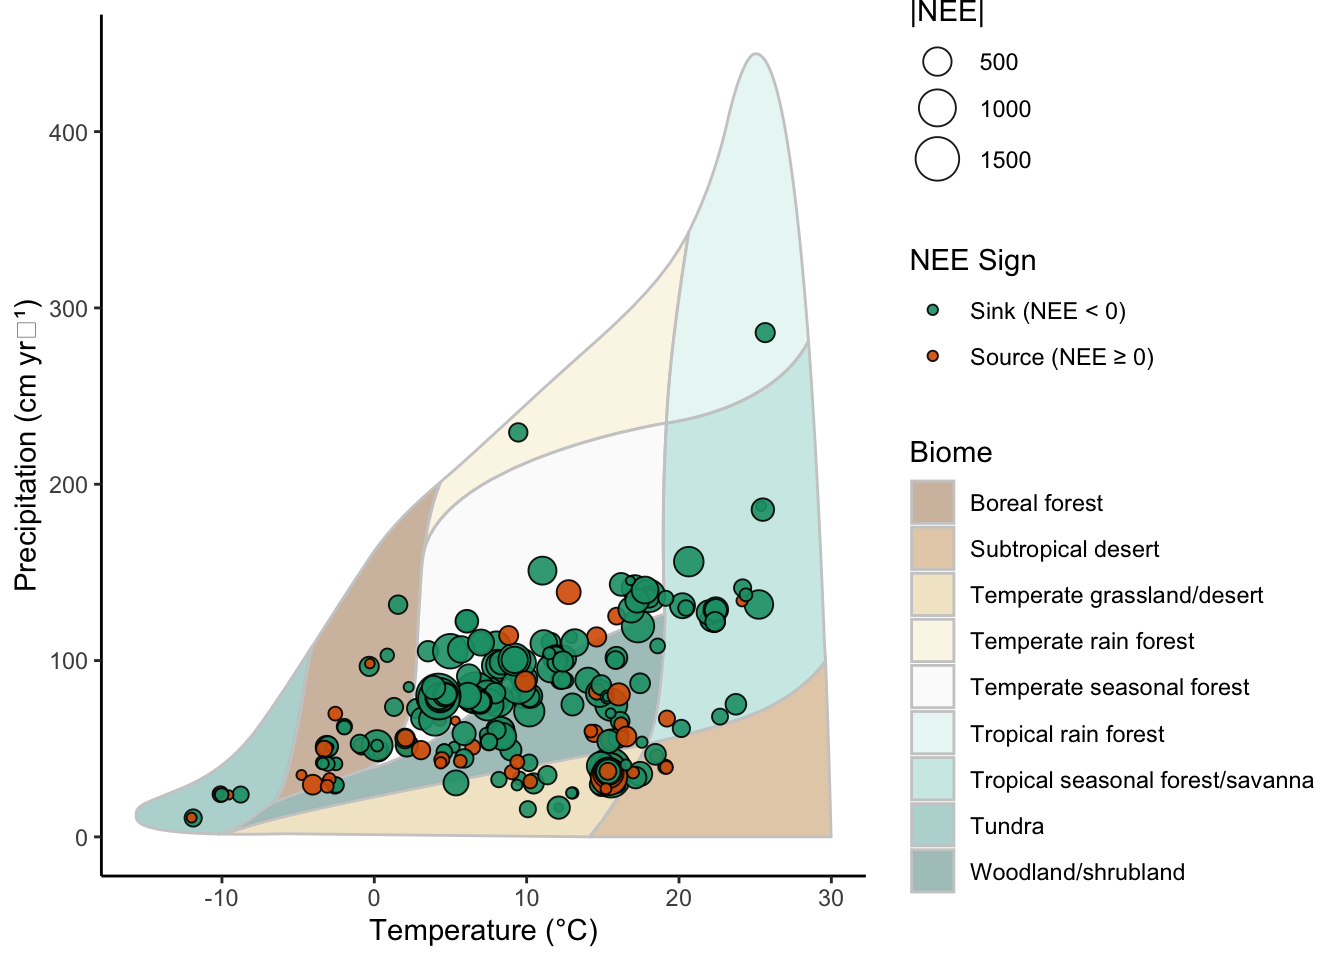 |NEE|
500
1000
1500
NEE Sign
Sink (NEE < 0)
Source (NEE ≥ 0)
Biome
Boreal forest
Subtropical desert
Temperate grassland/desert
Temperate rain forest
Temperate seasonal forest
Tropical rain forest
Tropical seasonal forest/savanna
Tundra
Woodland/shrubland
Precipitation (cm yr□¹)
400
300
200
100
0
-10
0
10
20
30
Temperature (°C)